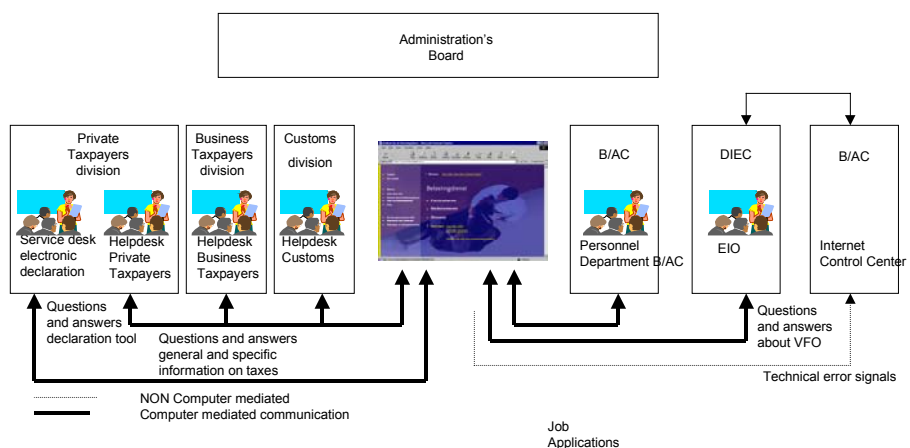 Administration's
Board
Private
Taxpayers
division
Business
Taxpayers
division
Customs
division
B/AC
DIEC
B/AC
Belastingdienst
Service desk
electronic
declaration
Helpdesk
Private
Taxpayers
Helpdesk
Business
Taxpayers
Helpdesk
Customs
Personnel
Department B/AC
EIO
Internet
Control Center
Questions
and answers
declaration tool
Questions and answers
general and specific
information on taxes
Questions
and answers
about VFO
Technical error signals
NON Computer mediated
Computer mediated communication
Job
Applications